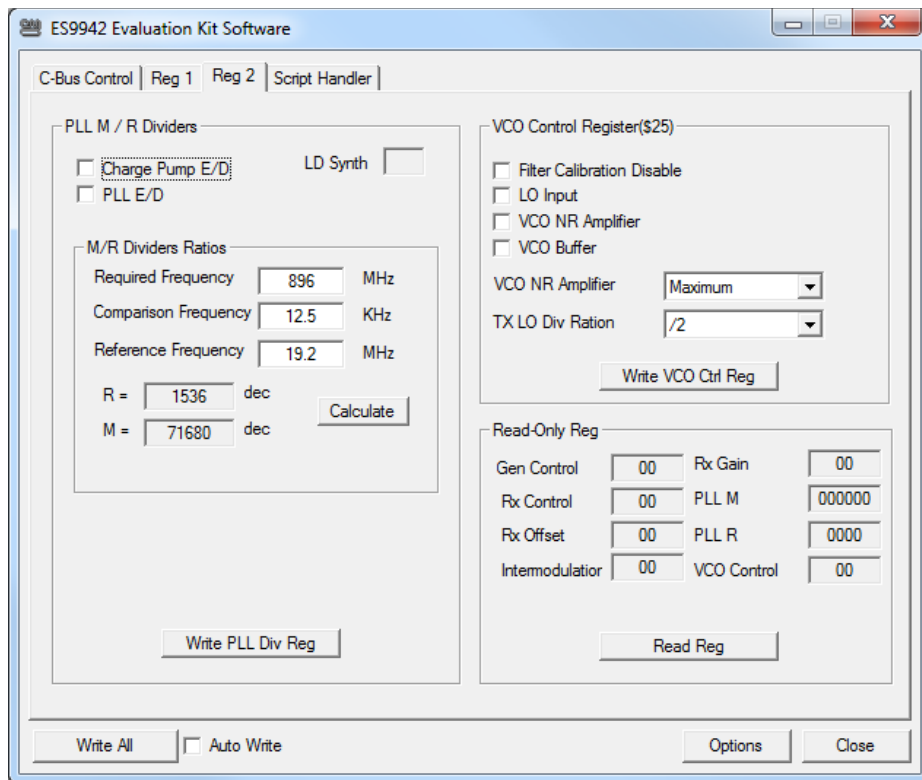 ES9942 Evaluation Kit Software
C-Bus Control Reg 1 Reg 2 Script Handler
PLL M / R Dividers
Charge Pump E/D LD Synth
PLL E/D
M/R Dividers Ratios
Required Frequency 896 MHz
Comparison Frequency 12.5 KHz
Reference Frequency 19.2 MHz
R = 1536 dec
Calculate
M = 71680 dec
Write PLL Div Reg
VCO Control Register($25)
Filter Calibration Disable
LO Input
VCO NR Amplifier
VCO Buffer
VCO NR Amplifier Maximum
TX LO Div Ration /2
Write VCO Ctrl Reg
Read-Only Reg
Gen Control 00 Rx Gain 00
Rx Control 00 PLL M 000000
Rx Offset 00 PLL R 0000
Intermodulatior 00 VCO Control 00
Read Reg
Write All Auto Write Options Close